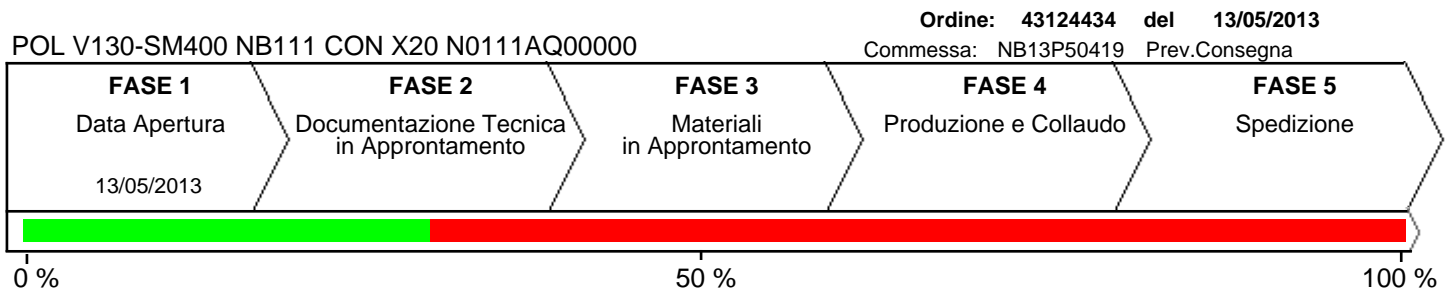 Ordine: 43124434 del 13/05/2013
POL V130-SM400 NB111 CON X20 N0111AQ00000
Commessa: NB13P50419 Prev.Consegna
FASE 1
Data Apertura
13/05/2013
FASE 2
Documentazione Tecnica
in Approntamento
FASE 3
Materiali
in Approntamento
FASE 4
Produzione e Collaudo
FASE 5
Spedizione
0 %
50 %
100 %